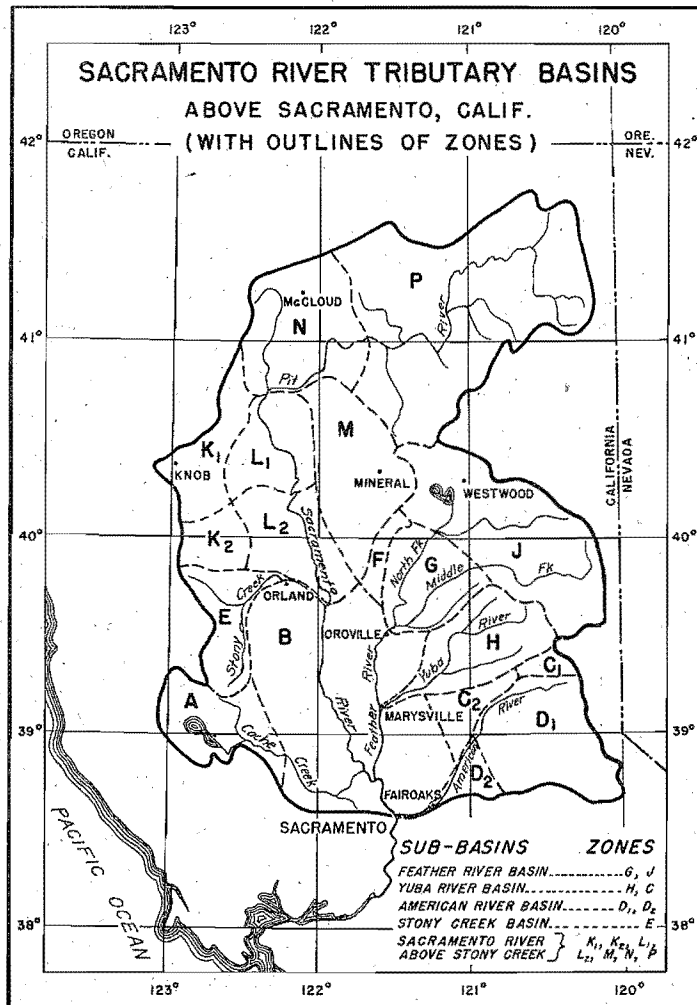 123° 122° 121° 120°
SACRAMENTO RIVER TRIBUTARY BASINS
ABOVE SACRAMENTO, CALIF.
(WITH OUTLINES OF ZONES)
42° OREGON ORE. 42°
CALIF. NEV.
P
McCLOUD
N
River
41° 41°
Pit
M
K₁
L₁
KNOB
MINERAL
WESTWOOD
CALIFORNIA
NEVADA
L₂
Sacramento
40° 40°
K₂
F
North Fk
G
J
Middle Fk
Creek
ORLAND
E
Stony
B
OROVILLE
River
H
River
Yuba
C₁
A
River
Feather
C₂
River
D₁
39° MARYSVILLE 39°
Cache
Creek
American
D₂
FAIROAKS
SACRAMENTO
PACIFIC OCEAN
SUB-BASINS ZONES
FEATHER RIVER BASIN G, J
YUBA RIVER BASIN H, C
AMERICAN RIVER BASIN D₁, D₂
STONY CREEK BASIN E
SACRAMENTO RIVER } K₁, K₂, L₁,
ABOVE STONY CREEK } L₂, M, N, P
38° 38°
123° 122° 121° 120°